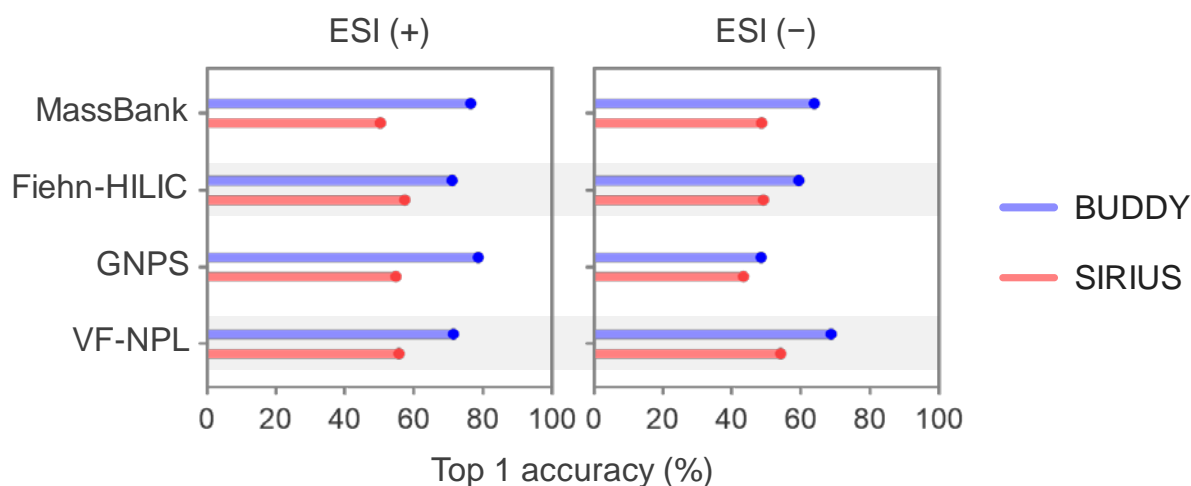 ESI (+) ESI (−)
MassBank
Fiehn-HILIC
BUDDY
GNPS
SIRIUS
VF-NPL
0 20 40 60 80 100 0 20 40 60 80 100
Top 1 accuracy (%)